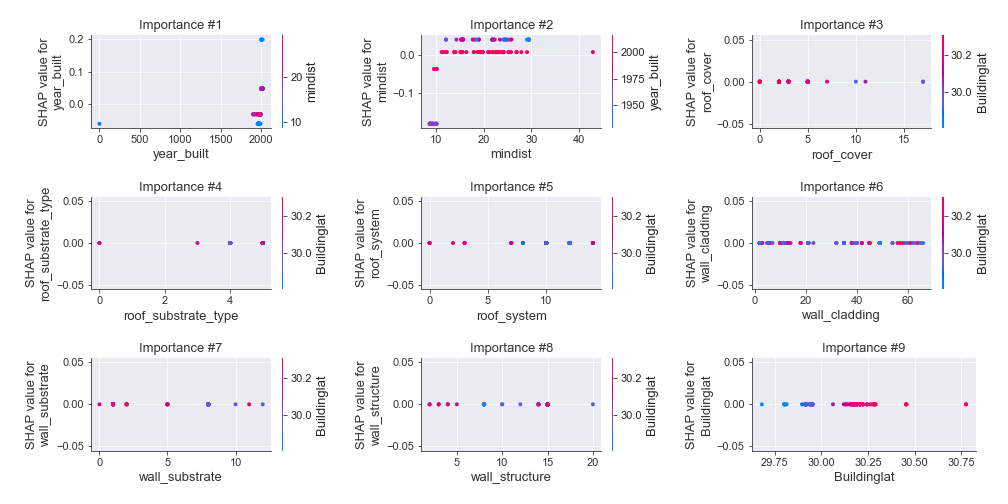 Importance #1
0.2
0.1
0.0
SHAP value for
year_built
0
500
1000
1500
2000
year_built
20
10
mindist
Importance #2
0.0
−0.1
SHAP value for
mindist
10
20
30
40
mindist
2000
1975
1950
year_built
Importance #3
0.05
0.00
−0.05
SHAP value for
roof_cover
0
5
10
15
roof_cover
30.2
30.0
Buildinglat
Importance #4
0.05
0.00
−0.05
SHAP value for
roof_substrate_type
0
2
4
roof_substrate_type
30.2
30.0
Buildinglat
Importance #5
0.05
0.00
−0.05
SHAP value for
roof_system
0
5
10
roof_system
30.2
30.0
Buildinglat
Importance #6
0.05
0.00
−0.05
SHAP value for
wall_cladding
0
20
40
60
wall_cladding
30.2
30.0
Buildinglat
Importance #7
0.05
0.00
−0.05
SHAP value for
wall_substrate
0
5
10
wall_substrate
30.2
30.0
Buildinglat
Importance #8
0.05
0.00
−0.05
SHAP value for
wall_structure
5
10
15
20
wall_structure
30.2
30.0
Buildinglat
Importance #9
0.05
0.00
−0.05
SHAP value for
Buildinglat
29.75
30.00
30.25
30.50
30.75
Buildinglat